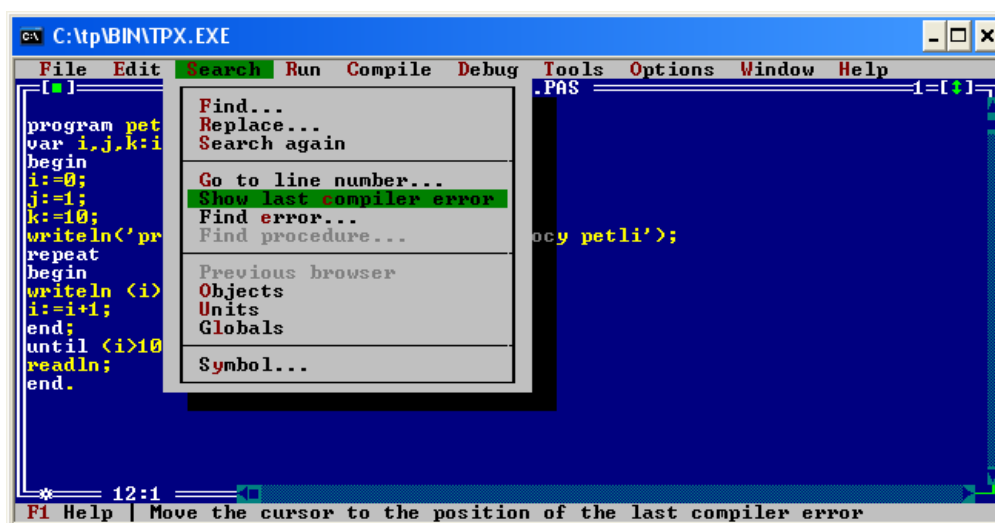 C:\tp\BIN\TPX.EXE
File Edit Search Run Compile Debug Tools Options Window Help
.PAS 1
Find...
Replace...
Search again
Go to line number...
Show last compiler error
Find error...
Find procedure...
Previous browser
Objects
Units
Globals
Symbol...
program pet
var i,j,k:i
begin
i:=0;
j:=1;
k:=10;
writeln('pr ocy petli');
repeat
begin
writeln (i)
i:=i+1;
end;
until (i>10
readln;
end.
12:1
F1 Help | Move the cursor to the position of the last compiler error